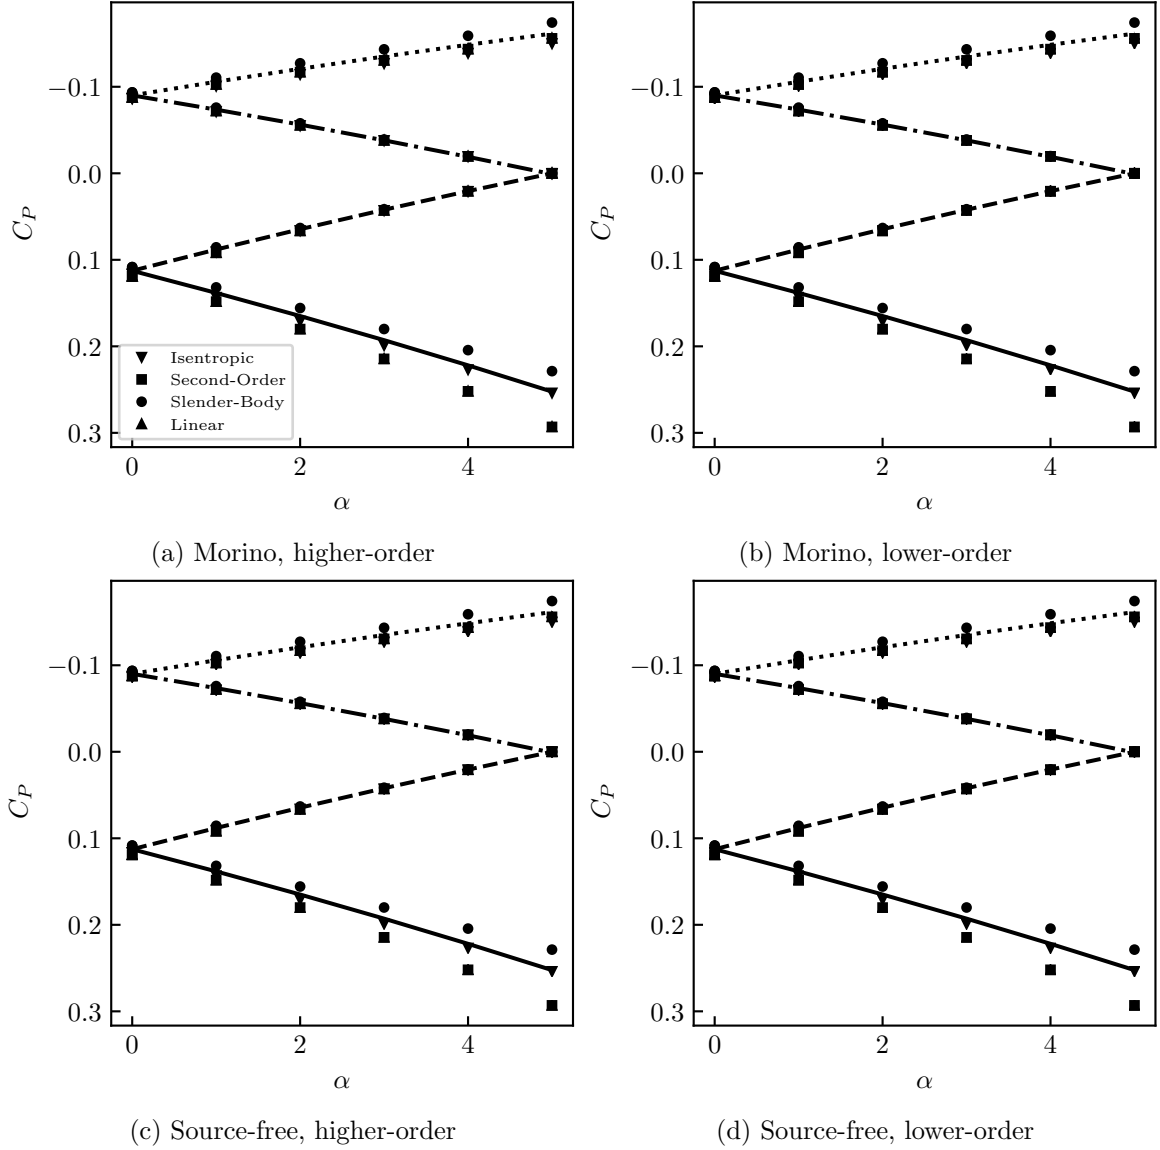 −0.1
0.0
0.1
0.2
0.3
C_P
0
2
4
α
Isentropic
Second-Order
Slender-Body
Linear
(a) Morino, higher-order
−0.1
0.0
0.1
0.2
0.3
C_P
0
2
4
α
(b) Morino, lower-order
−0.1
0.0
0.1
0.2
0.3
C_P
0
2
4
α
(c) Source-free, higher-order
−0.1
0.0
0.1
0.2
0.3
C_P
0
2
4
α
(d) Source-free, lower-order